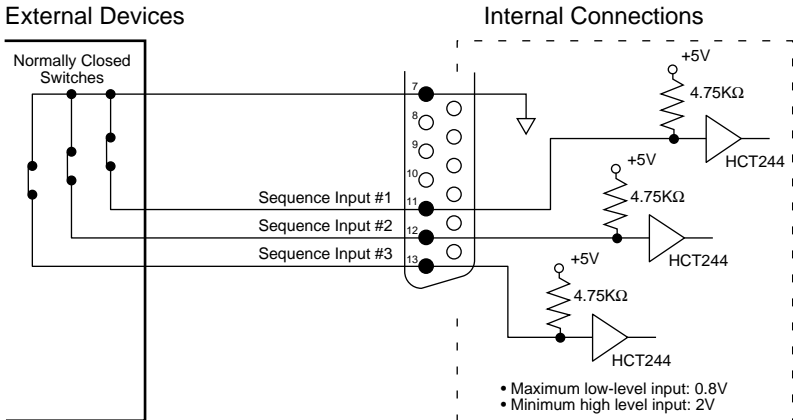 External Devices
Internal Connections
Normally Closed
Switches
+5V
4.75KΩ
HCT244
7
8
9
10
+5V
4.75KΩ
HCT244
Sequence Input #1
11
Sequence Input #2
12
Sequence Input #3
13
+5V
4.75KΩ
HCT244
• Maximum low-level input: 0.8V
• Minimum high level input: 2V